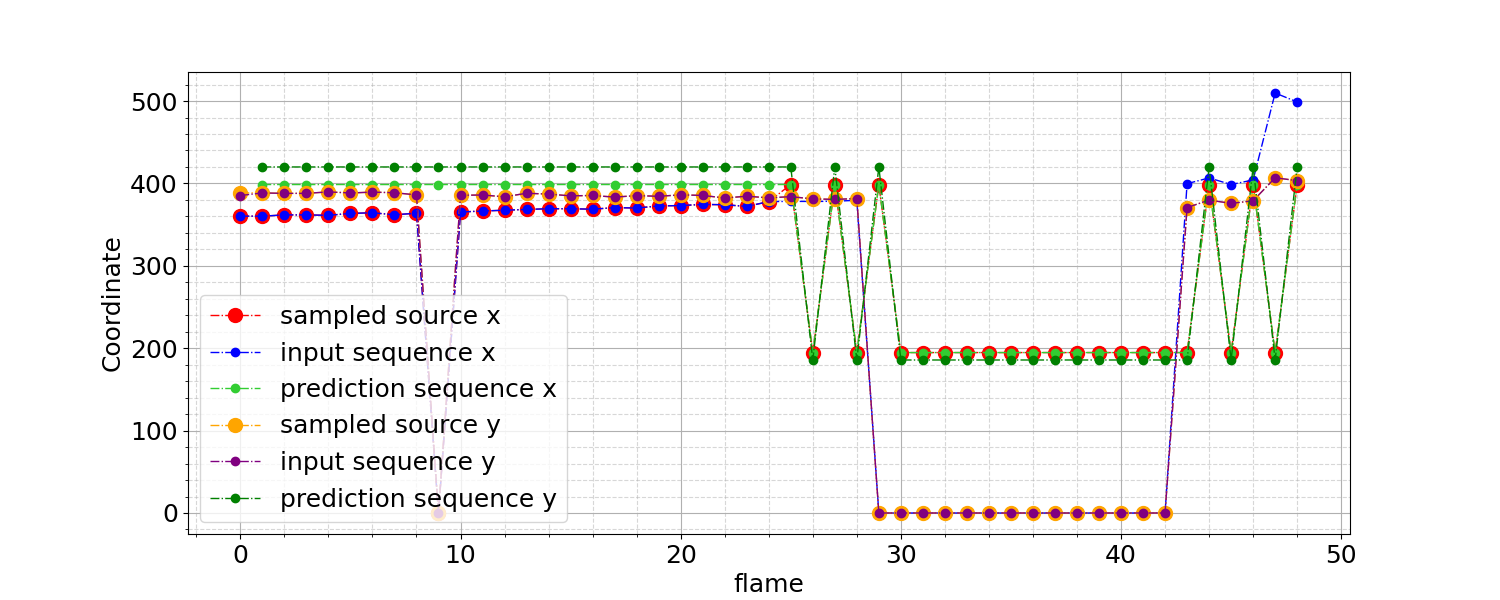 500
400
300
200
100
0
Coordinate
sampled source x
input sequence x
prediction sequence x
sampled source y
input sequence y
prediction sequence y
0 10 20 30 40 50
flame